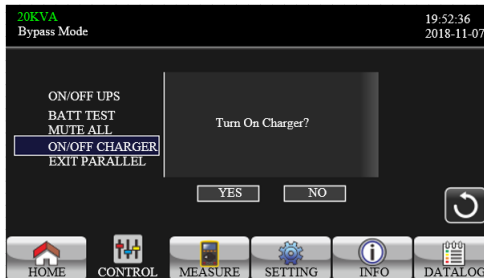 20KVA
Bypass Mode
19:52:36
2018-11-07
ON/OFF UPS
BATT TEST
MUTE ALL
ON/OFF CHARGER
EXIT PARALLEL
Turn On Charger?
YES
NO
HOME
CONTROL
MEASURE
SETTING
INFO
DATALOG